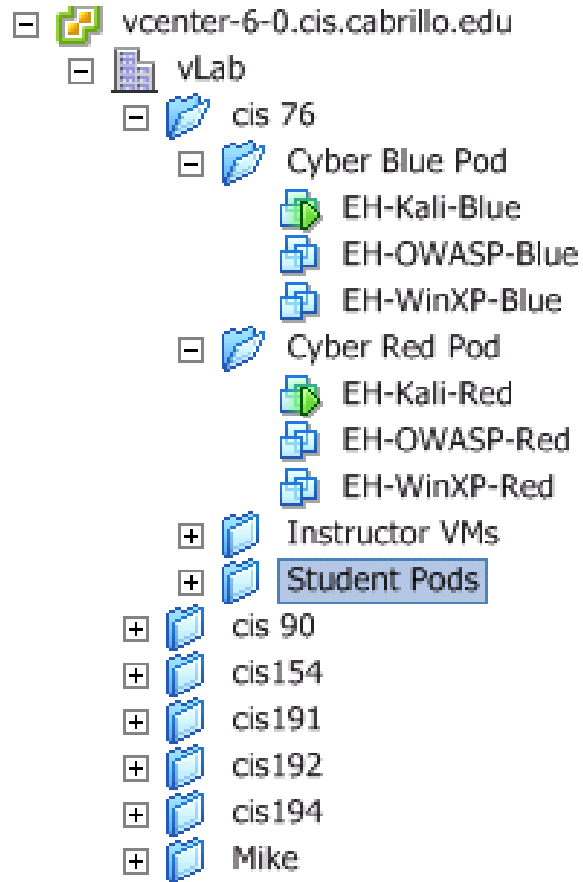 vcenter-6-0.cis.cabrillo.edu
vLab
cis 76
Cyber Blue Pod
EH-Kali-Blue
EH-OWASP-Blue
EH-WinXP-Blue
Cyber Red Pod
EH-Kali-Red
EH-OWASP-Red
EH-WinXP-Red
Instructor VMs
Student Pods
cis 90
cis154
cis191
cis192
cis194
Mike